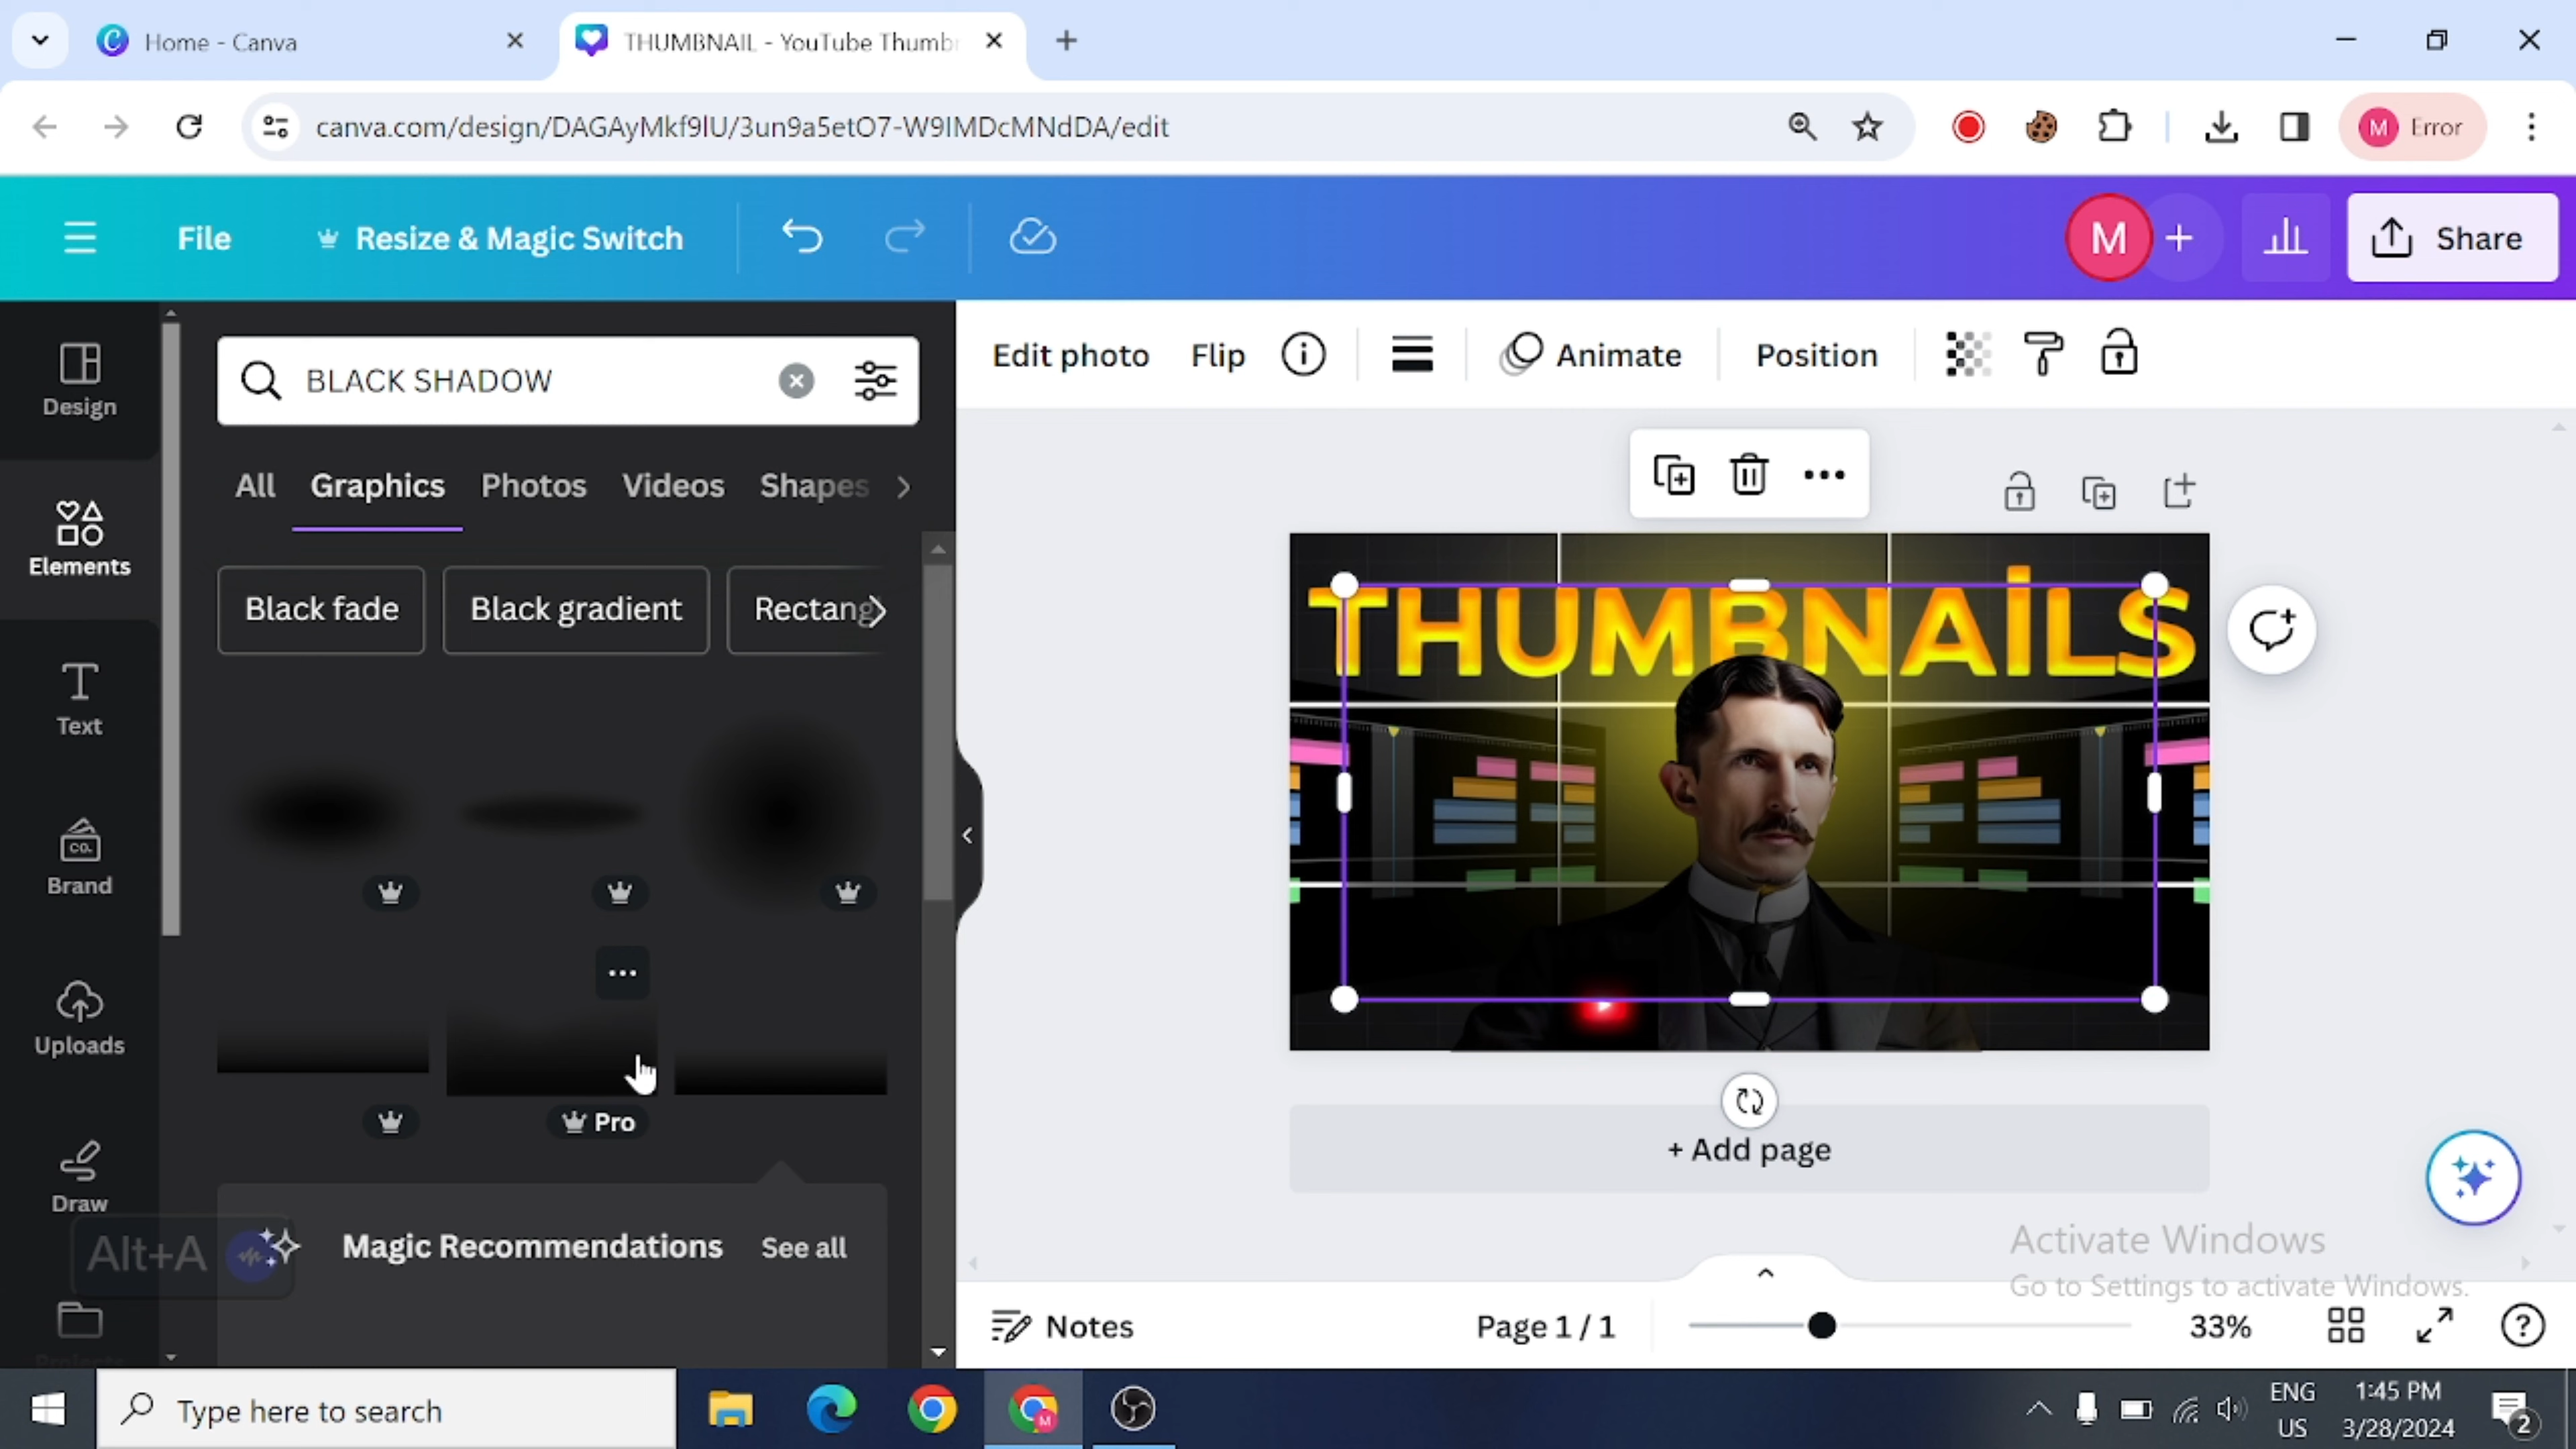 Home - Canva
THUMBNAIL - YouTube Thumb
canva.com/design/DAGAyMkf9lU/3un9a5etO7-W9IMDcMNdDA/edit
M Error
File
Resize & Magic Switch
M
Share
Design
Elements
Text
CO.
Brand
Uploads
Draw
Projects
BLACK SHADOW
All
Graphics
Photos
Videos
Shapes
Black fade
Black gradient
Rectang
Pro
Magic Recommendations
See all
Alt+A
Edit photo
Flip
Animate
Position
THUMBNAiLS
+ Add page
Activate Windows
Go to Settings to activate Windows.
Notes
Page 1 / 1
33%
Type here to search
M
ENG
US
1:45 PM
3/28/2024
2